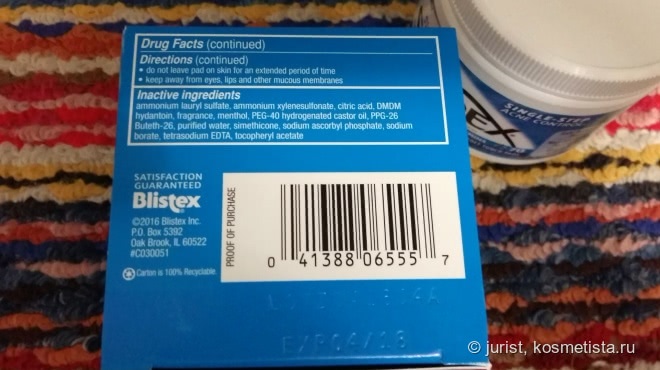 Drug Facts (continued)
Directions (continued)
• do not leave pad on skin for an extended period of time
• keep away from eyes, lips and other mucous membranes
Inactive ingredients
ammonium lauryl sulfate, ammonium xylenesulfonate, citric acid, DMDM
hydantoin, fragrance, menthol, PEG-40 hydrogenated castor oil, PPG-26
Buteth-26, purified water, simethicone, sodium ascorbyl phosphate, sodium
borate, tetrasodium EDTA, tocopheryl acetate
SATISFACTION
GUARANTEED
Blistex
©2016 Blistex Inc.
P.O. Box 5392
Oak Brook, IL 60522
#C030051
Carton is 100% Recyclable.
PROOF OF PURCHASE
0 41388 06555 7
EXP04/18
SINGLE-STEP
ACNE CONTROL
© jurist, kosmetista.ru